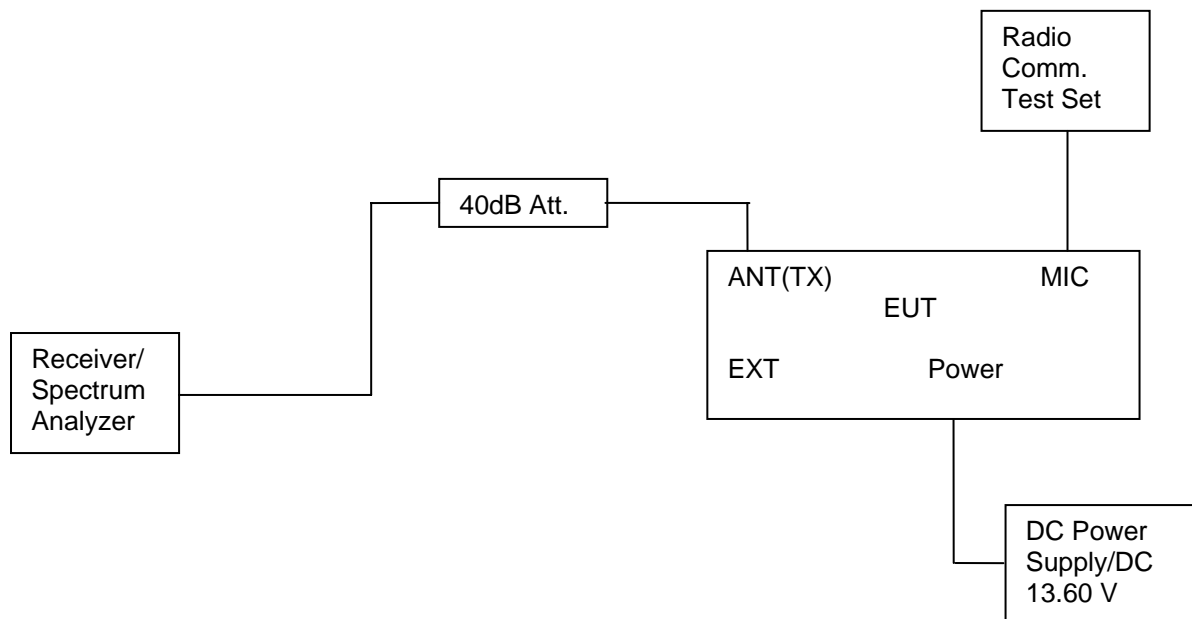 Radio
Comm.
Test Set
40dB Att.
ANT(TX)
MIC
EUT
EXT
Power
Receiver/
Spectrum
Analyzer
DC Power
Supply/DC
13.60 V